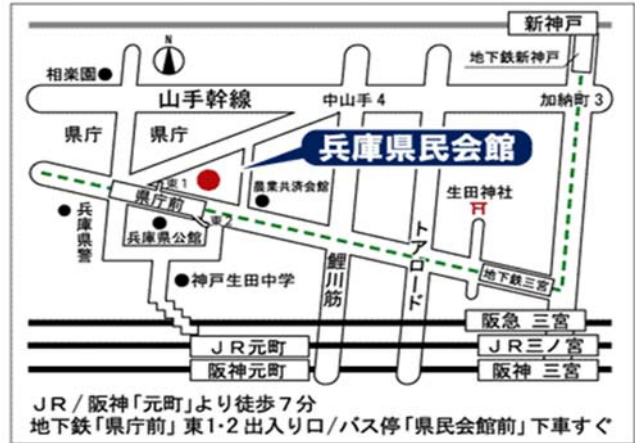 新神戸
N
地下鉄新神戸
相楽園
山手幹線
中山手4
加納町3
県庁
県庁
兵庫県民会館
東1
県庁前
東2
農業共済会館
生田神社
兵庫県警
兵庫県公館
神戸生田中学
鯉川筋
トアロード
地下鉄三宮
阪急 三宮
JR元町
JR三ノ宮
阪神元町
阪神 三宮
JR/阪神「元町」より徒歩7分
地下鉄「県庁前」東1・2出入り口/バス停「県民会館前」下車すぐ